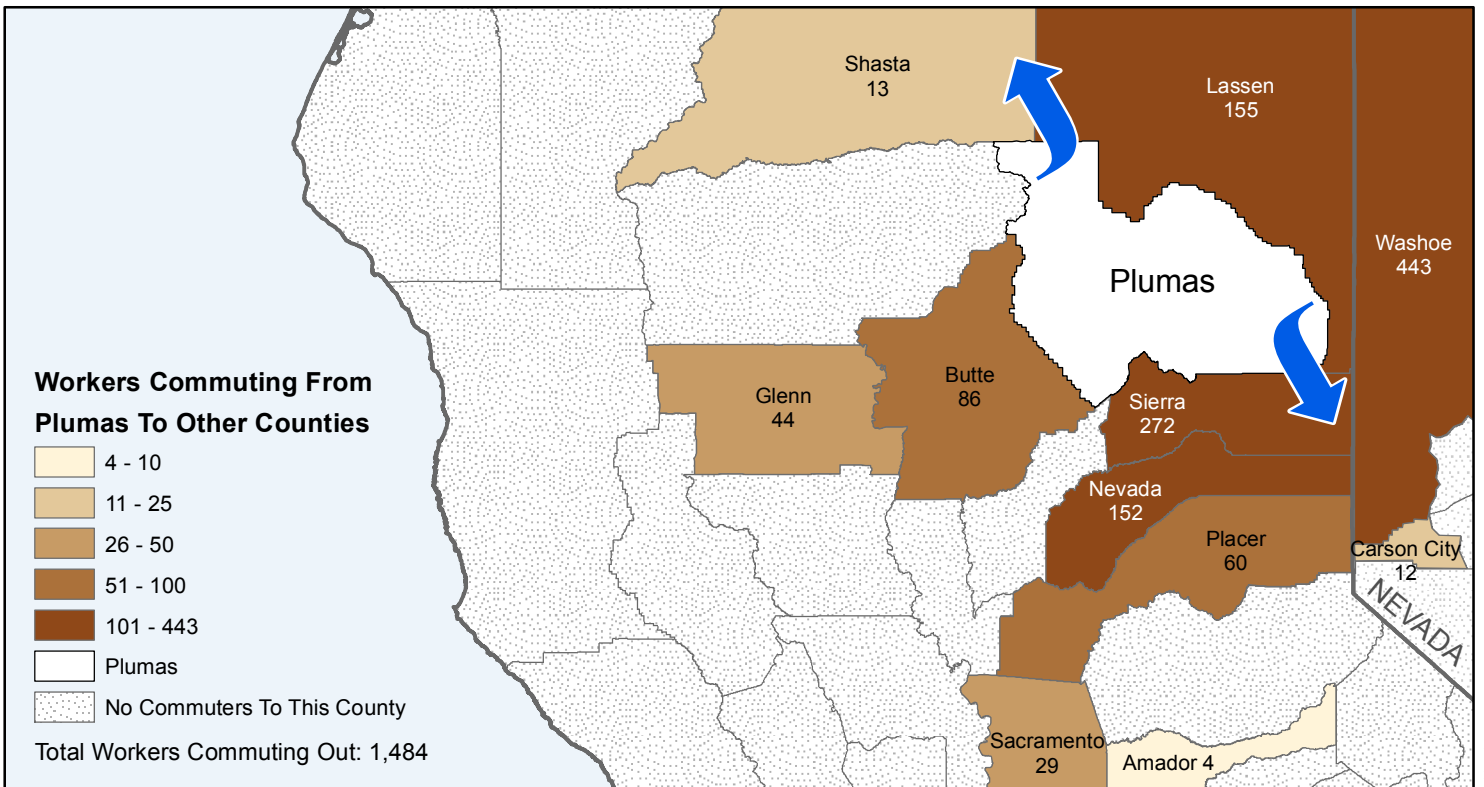 Shasta
13
Lassen
155
Washoe
443
Plumas
Butte
86
Glenn
44
Sierra
272
Nevada
152
Placer
60
Carson City
12
NEVADA
Sacramento
29
Amador 4
Workers Commuting From
Plumas To Other Counties
4 - 10
11 - 25
26 - 50
51 - 100
101 - 443
Plumas
No Commuters To This County
Total Workers Commuting Out: 1,484